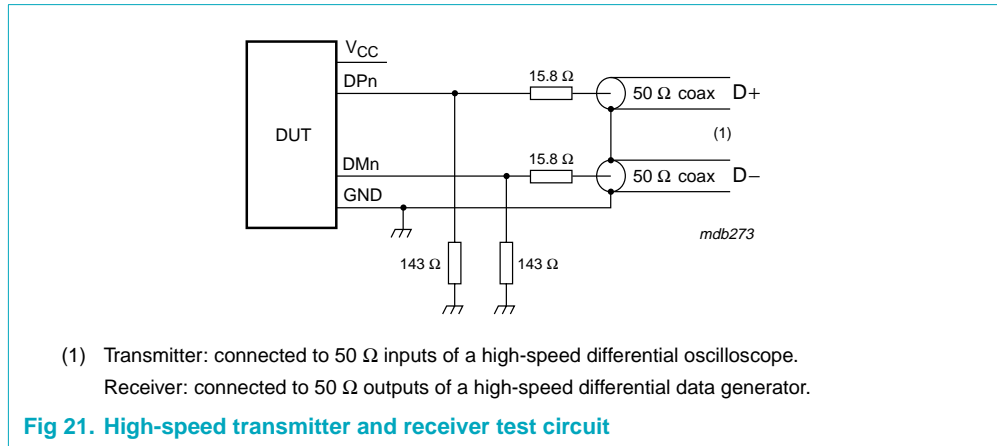 V_CC
DPn
15.8 Ω
50 Ω coax D+
DUT
(1)
DMn
15.8 Ω
50 Ω coax D−
GND
mdb273
143 Ω
143 Ω
(1) Transmitter: connected to 50 Ω inputs of a high-speed differential oscilloscope.
Receiver: connected to 50 Ω outputs of a high-speed differential data generator.
Fig 21. High-speed transmitter and receiver test circuit